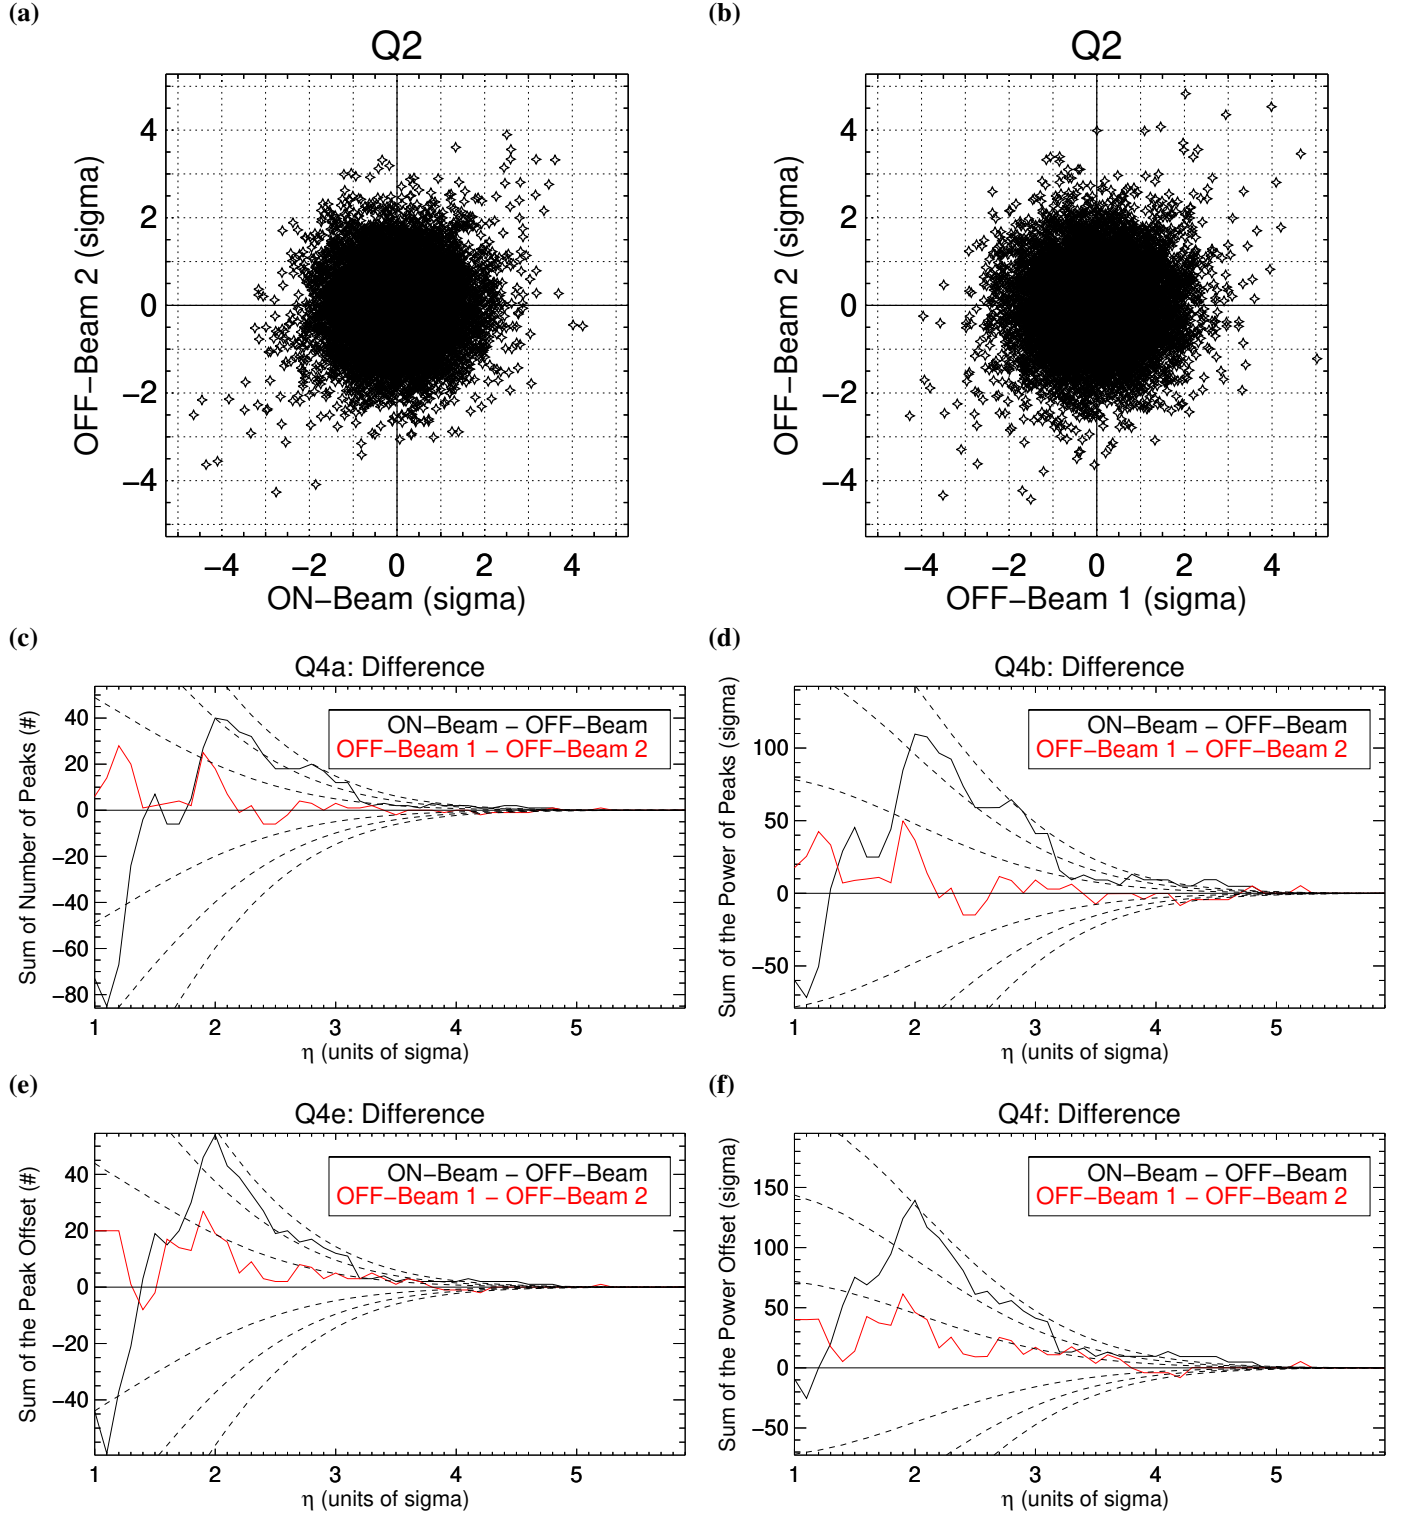 (a)
Q2
OFF−Beam 2 (sigma)
4
2
0
−2
−4
−4 −2 0 2 4
ON−Beam (sigma)
(b)
Q2
OFF−Beam 2 (sigma)
4
2
0
−2
−4
−4 −2 0 2 4
OFF−Beam 1 (sigma)
(c)
Q4a: Difference
Sum of Number of Peaks (#)
40
20
0
−20
−40
−60
−80
ON−Beam − OFF−Beam
OFF−Beam 1 − OFF−Beam 2
1 2 3 4 5
η (units of sigma)
(d)
Q4b: Difference
Sum of the Power of Peaks (sigma)
100
50
0
−50
ON−Beam − OFF−Beam
OFF−Beam 1 − OFF−Beam 2
1 2 3 4 5
η (units of sigma)
(e)
Q4e: Difference
Sum of the Peak Offset (#)
40
20
0
−20
−40
ON−Beam − OFF−Beam
OFF−Beam 1 − OFF−Beam 2
1 2 3 4 5
η (units of sigma)
(f)
Q4f: Difference
Sum of the Power Offset (sigma)
150
100
50
0
−50
ON−Beam − OFF−Beam
OFF−Beam 1 − OFF−Beam 2
1 2 3 4 5
η (units of sigma)